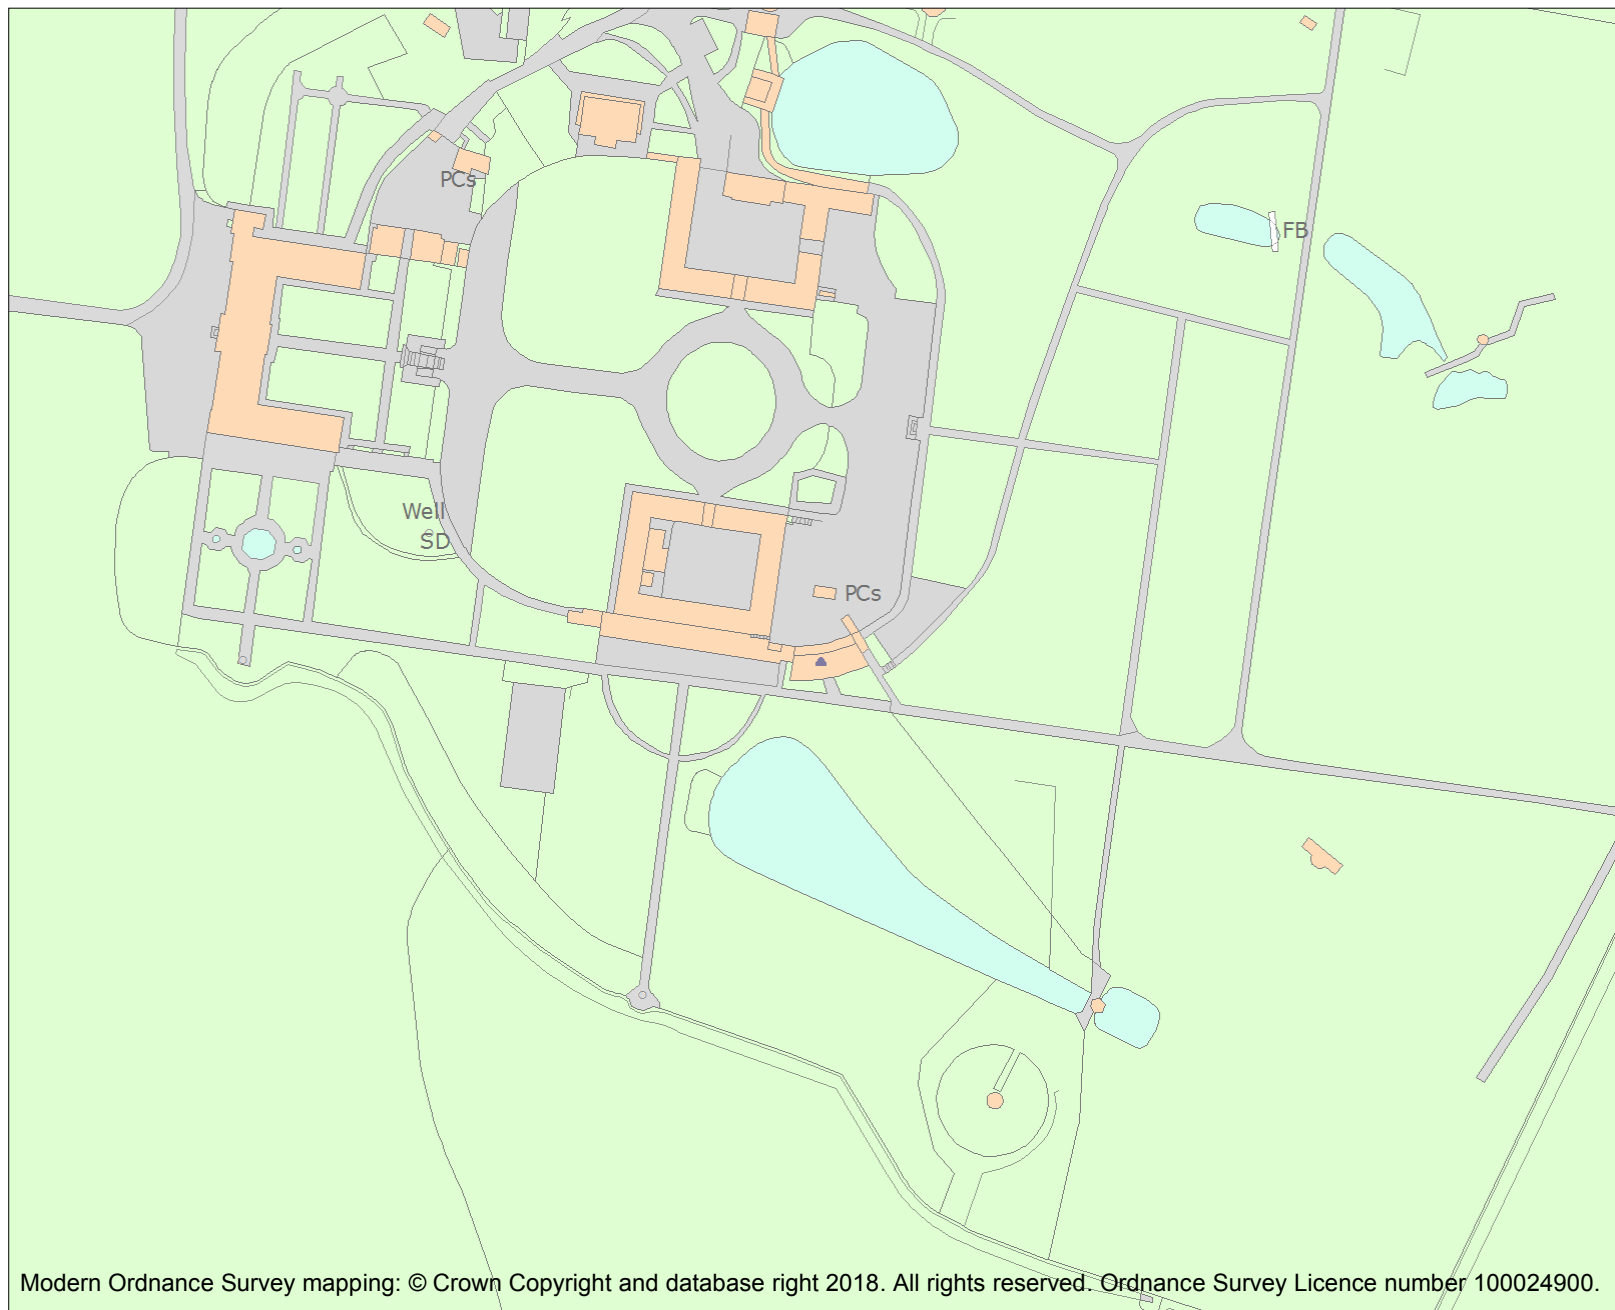 PCs
FB
Well
SD
PCs
Modern Ordnance Survey mapping: © Crown Copyright and database right 2018. All rights reserved. Ordnance Survey Licence number 100024900.